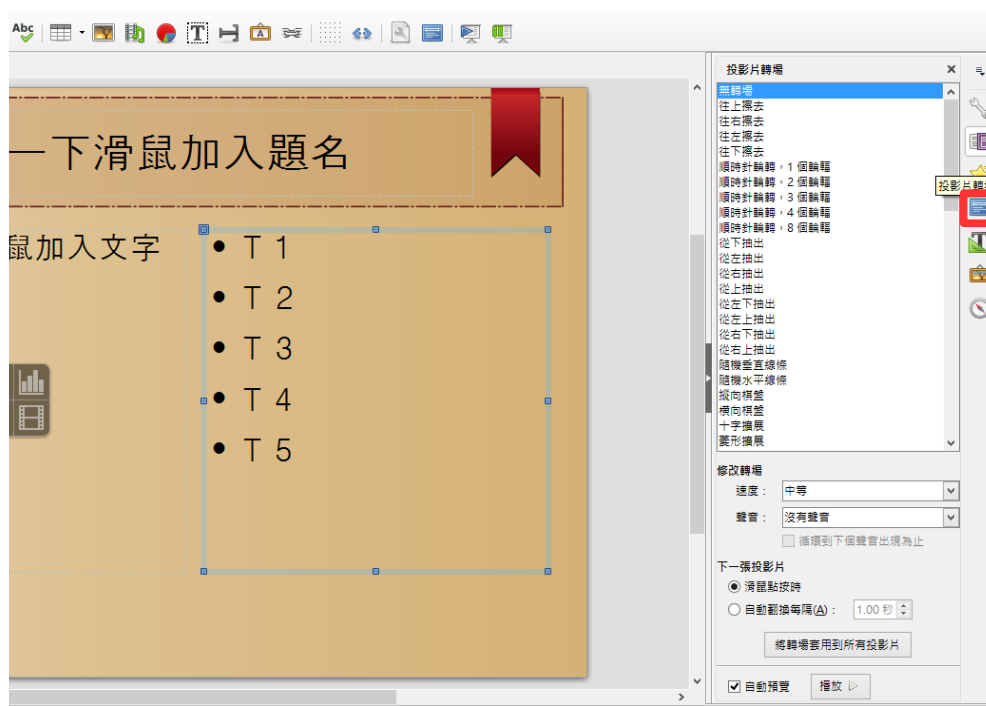 Abc
T
A
投影片轉場
無轉場
往上擦去
往右擦去
往左擦去
往下擦去
順時針輪轉，1 個輪輻
順時針輪轉，2 個輪輻
順時針輪轉，3 個輪輻
順時針輪轉，4 個輪輻
順時針輪轉，8 個輪輻
從下抽出
從左抽出
從右抽出
從上抽出
從左下抽出
從左上抽出
從右下抽出
從右上抽出
隨機垂直線條
隨機水平線條
縱向棋盤
橫向棋盤
十字擴展
菱形擴展
投影片轉場
一下滑鼠加入題名
鼠加入文字
• T 1
• T 2
• T 3
• T 4
• T 5
修改轉場
速度： 中等
聲音： 沒有聲音
循環到下個聲音出現為止
下一張投影片
滑鼠點按時
自動翻換每隔(A)： 1.00 秒
將轉場套用到所有投影片
自動預覽 播放